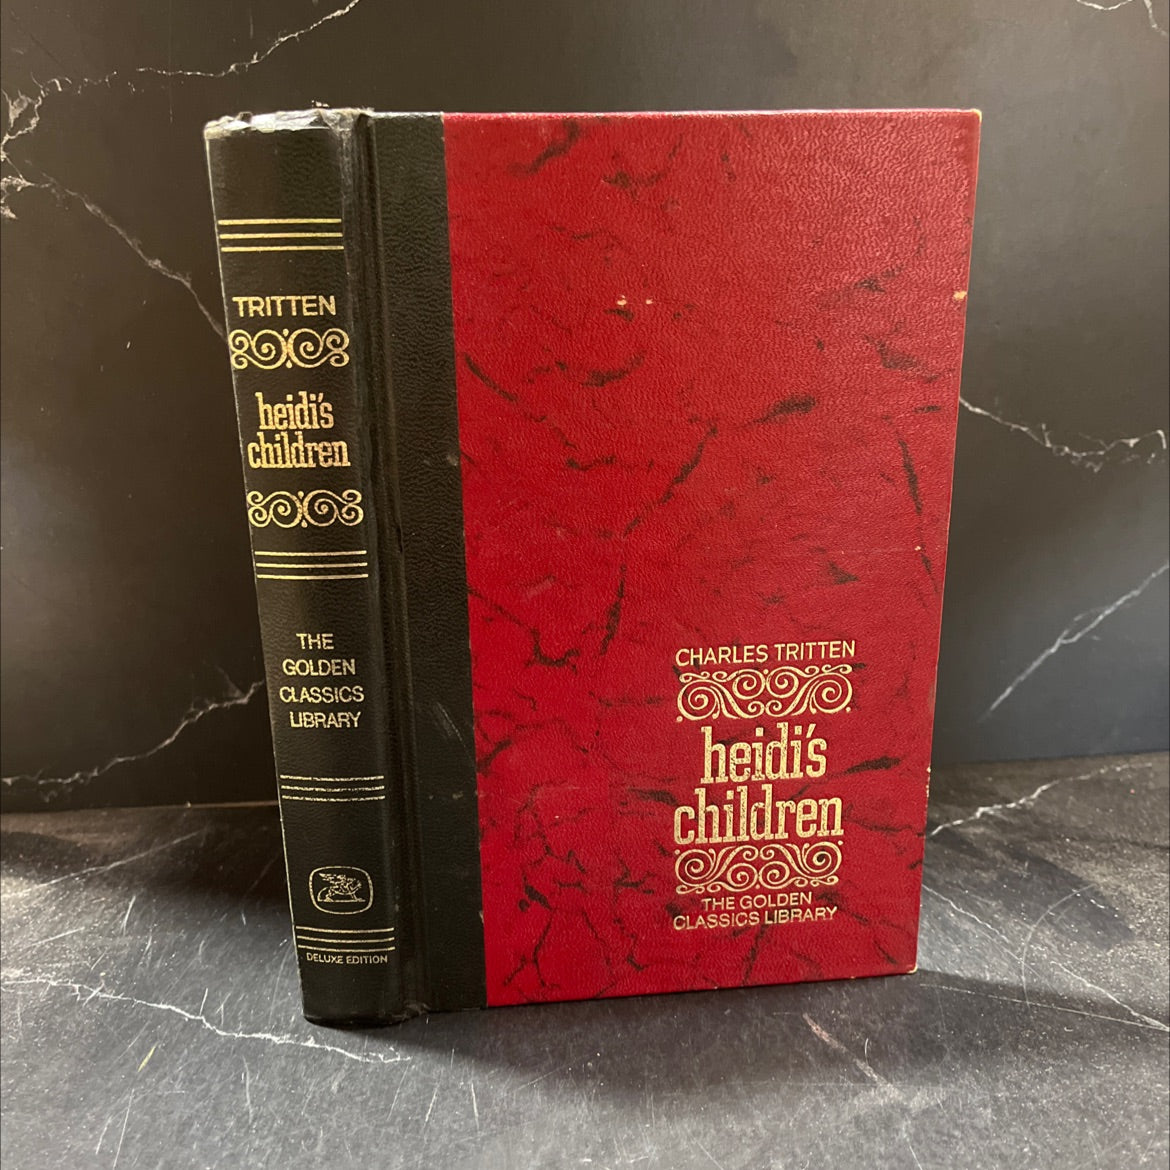 TRITTEN
heidi's
children
THE
GOLDEN
CLASSICS
LIBRARY
DELUXE EDITION
CHARLES TRITTEN
heidi's
children
THE GOLDEN
CLASSICS LIBRARY